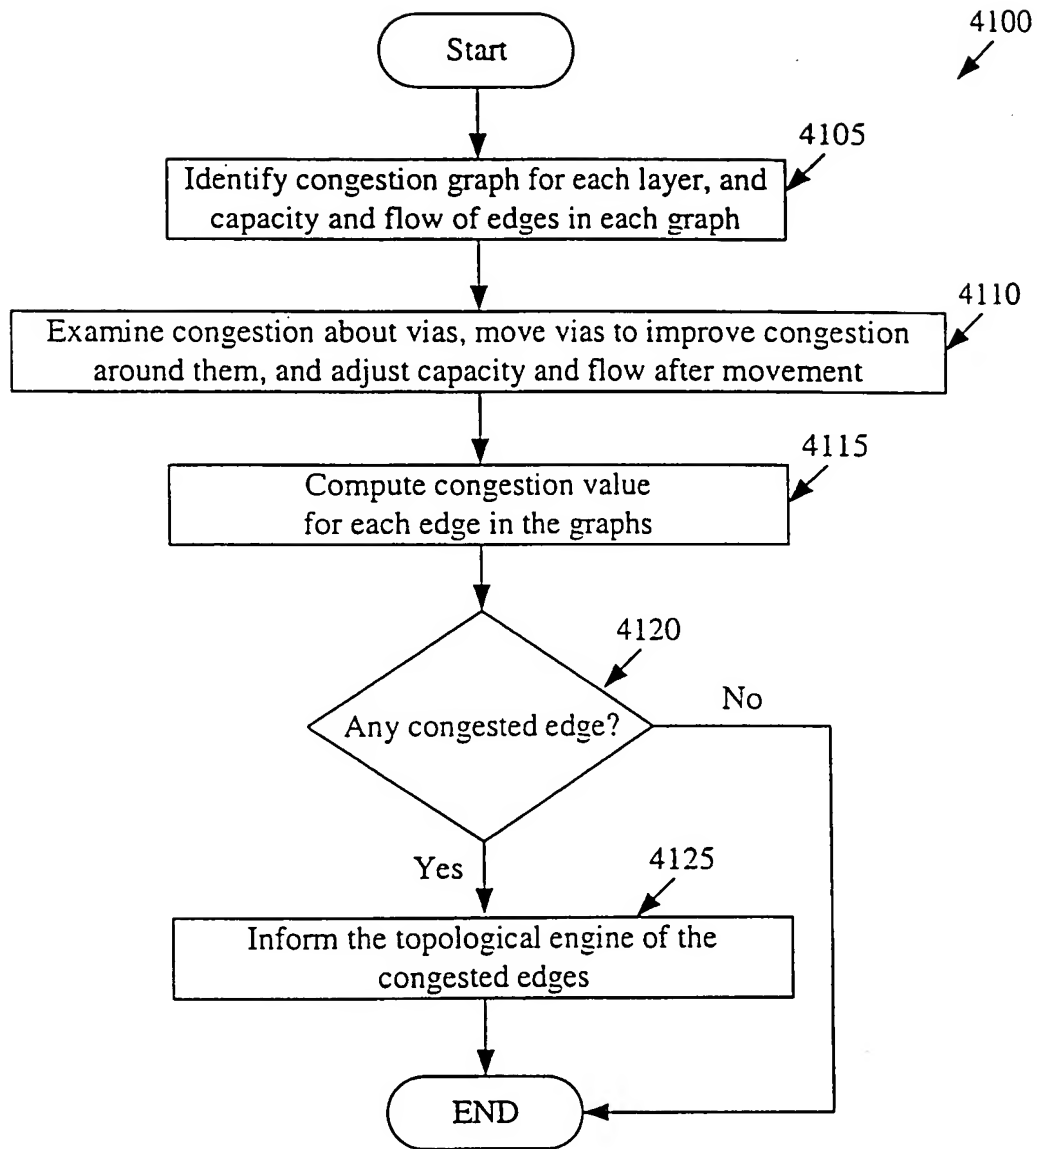 4100
Start
4105
Identify congestion graph for each layer, and
capacity and flow of edges in each graph
4110
Examine congestion about vias, move vias to improve congestion
around them, and adjust capacity and flow after movement
4115
Compute congestion value
for each edge in the graphs
4120
Any congested edge?
No
Yes
4125
Inform the topological engine of the
congested edges
END